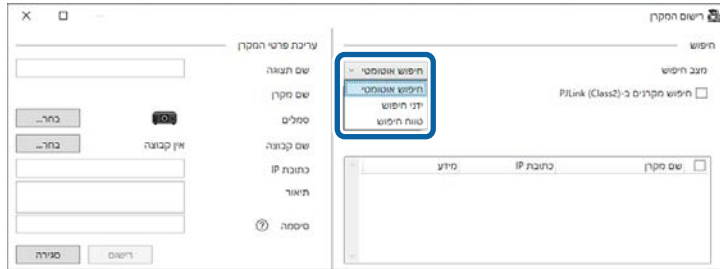 רישום המקרן
חיפוש
מצב חיפוש
חיפוש אוטומטי
חיפוש אוטומטי
ידני חיפוש
טווח חיפוש
חיפוש מקרנים ב-PJLink (Class2)
שם מקרן
כתובת IP
מידע
עריכת פרטי המקרן
שם תצוגה
שם מקרן
סמלים
בחר...
שם קבוצה
אין קבוצה
בחר...
כתובת IP
תיאור
סיסמה
רישום
סגירה